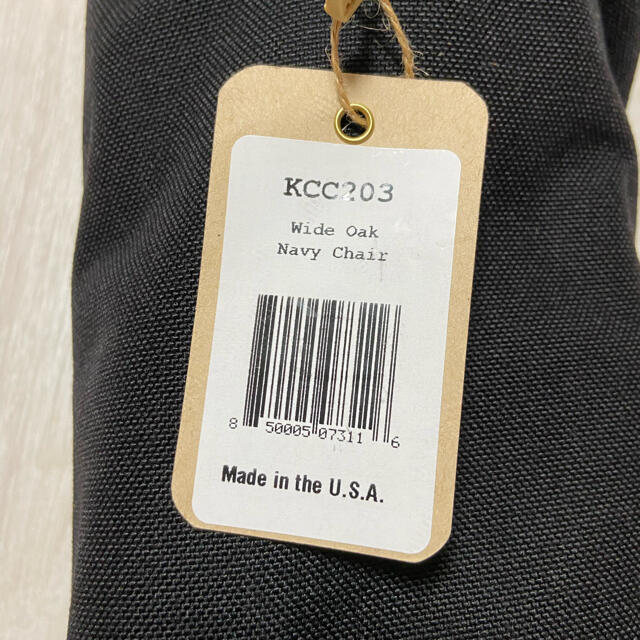 KCC203
Wide Oak
Navy Chair
8 50005 07311 6
Made in the U.S.A.